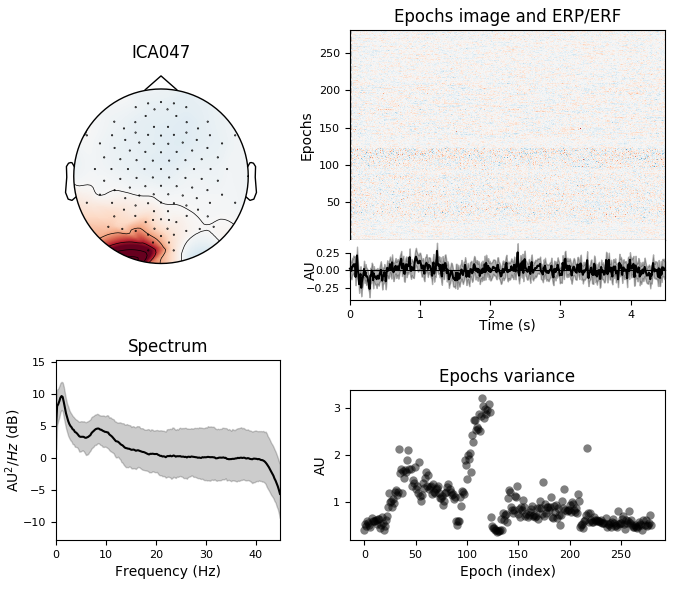 ICA047
Epochs image and ERP/ERF
Epochs
250
200
150
100
50
AU
0.25
0.00
−0.25
0 1 2 3 4
Time (s)
Spectrum
AU²/Hz (dB)
15
10
5
0
−5
−10
0 10 20 30 40
Frequency (Hz)
Epochs variance
AU
3
2
1
0 50 100 150 200 250
Epoch (index)